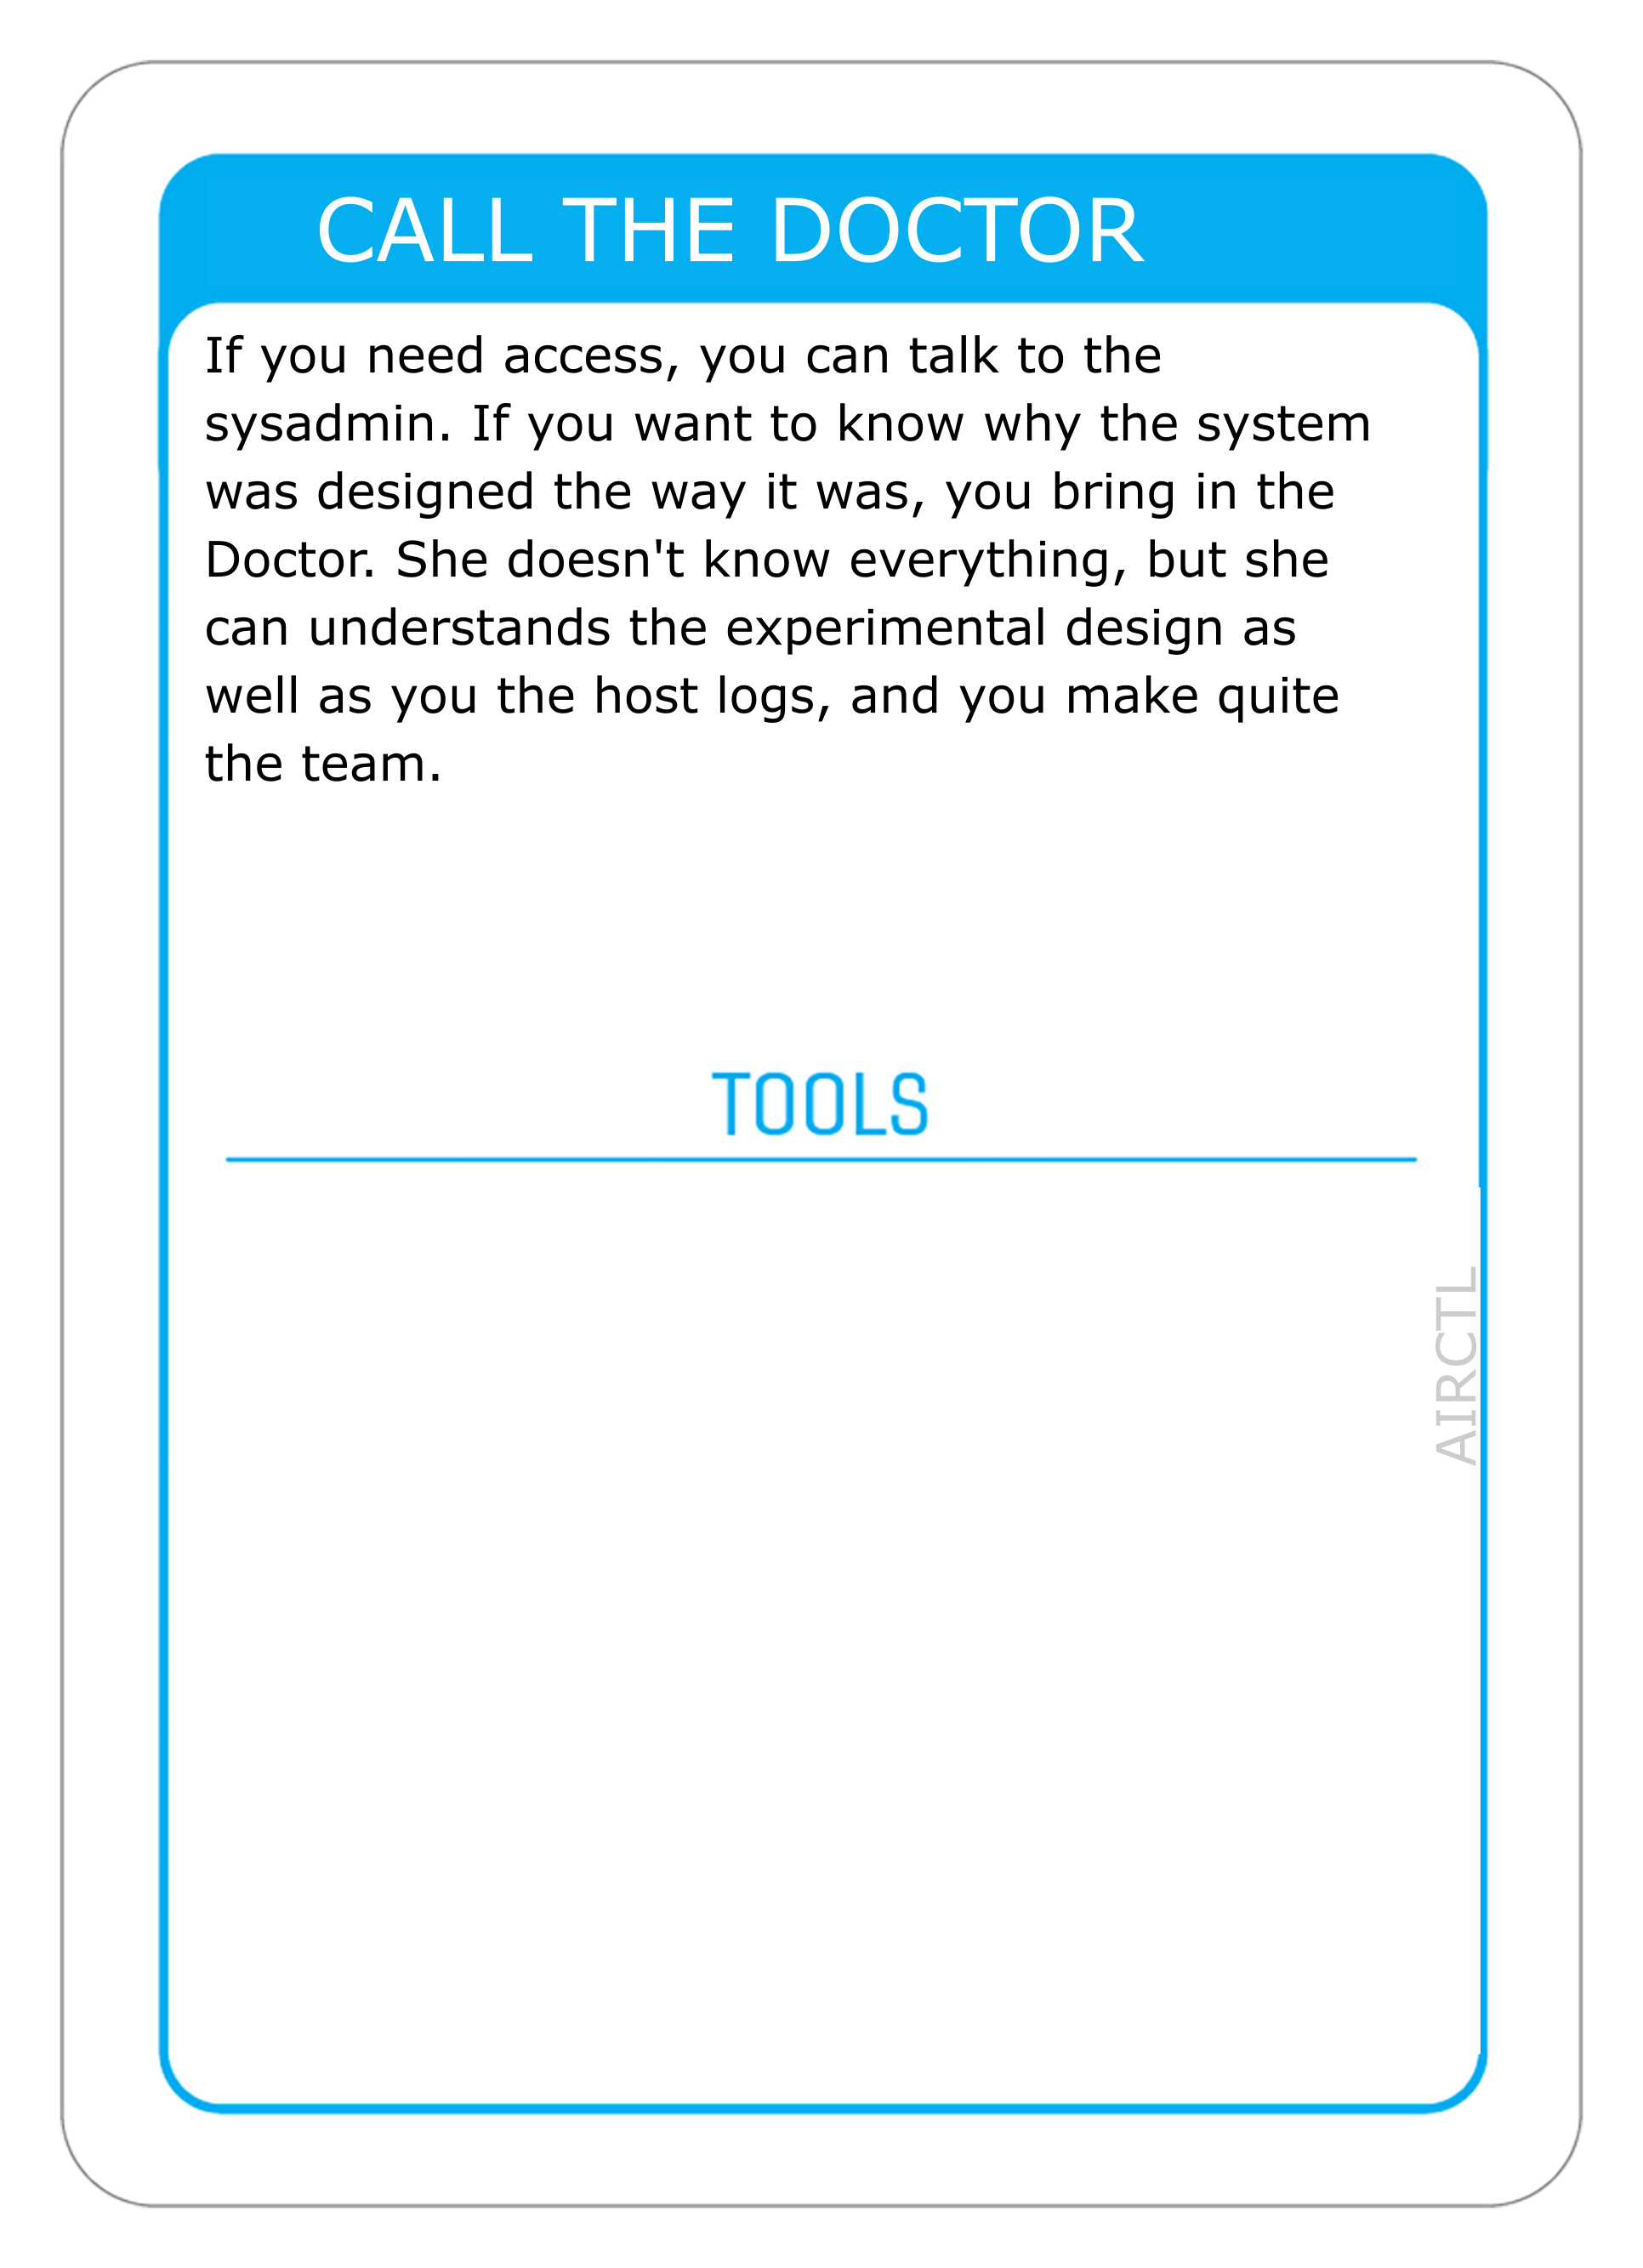 CALL THE DOCTOR
If you need access, you can talk to the
sysadmin. If you want to know why the system
was designed the way it was, you bring in the
Doctor. She doesn't know everything, but she
can understands the experimental design as
well as you the host logs, and you make quite
the team.
TOOLS
AIRCTL